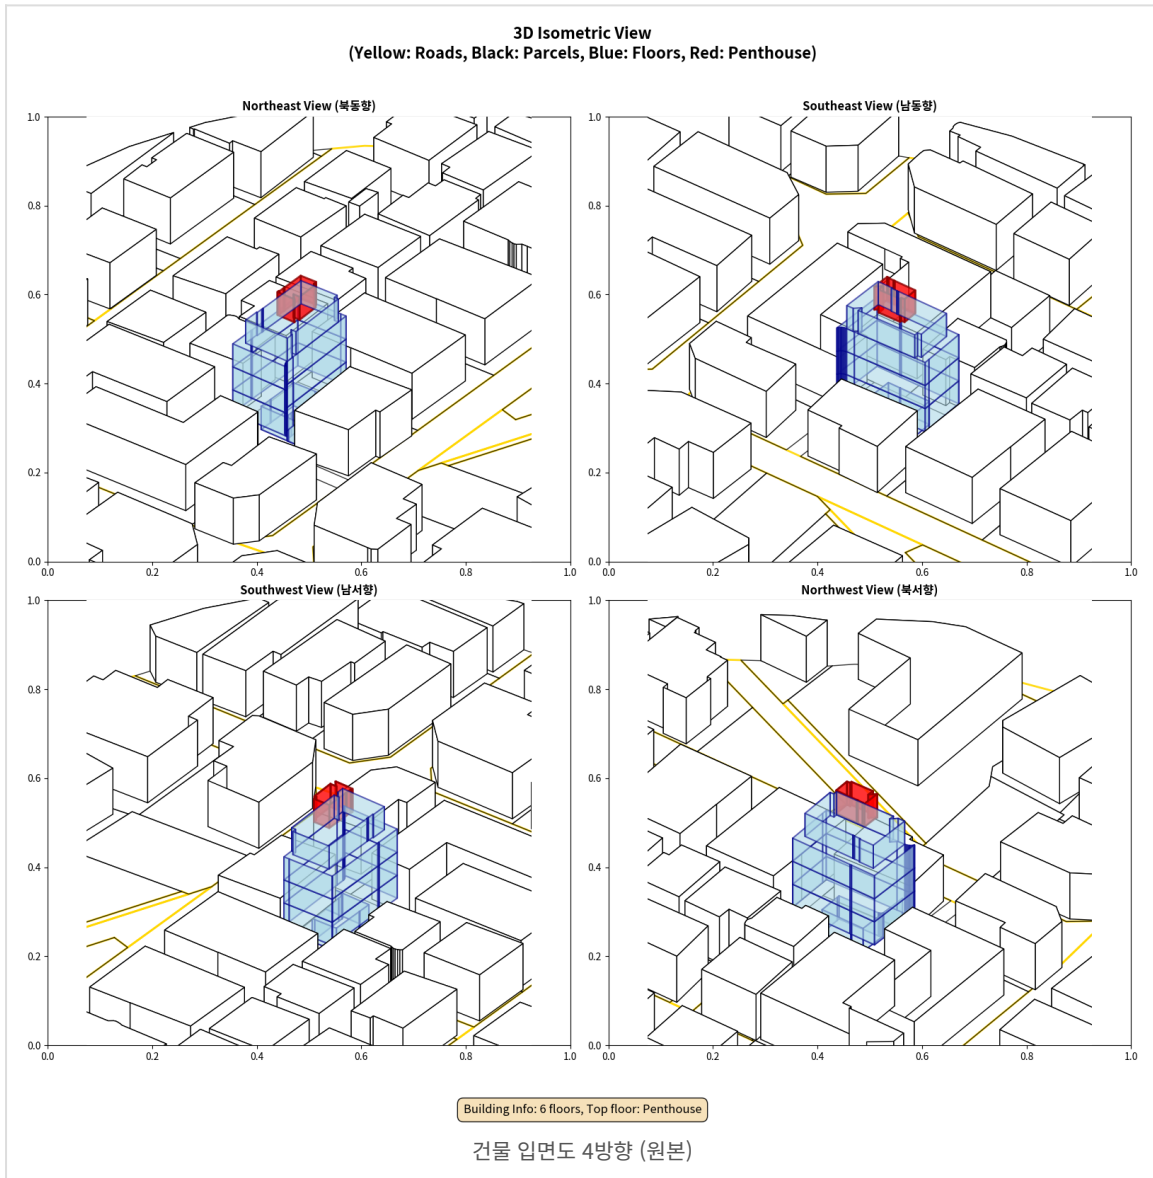 3D Isometric View
(Yellow: Roads, Black: Parcels, Blue: Floors, Red: Penthouse)
Northeast View (북동향)
1.0
0.8
0.6
0.4
0.2
0.0
0.0 0.2 0.4 0.6 0.8 1.0
Southeast View (남동향)
1.0
0.8
0.6
0.4
0.2
0.0
0.0 0.2 0.4 0.6 0.8 1.0
Southwest View (남서향)
1.0
0.8
0.6
0.4
0.2
0.0
0.0 0.2 0.4 0.6 0.8 1.0
Northwest View (북서향)
1.0
0.8
0.6
0.4
0.2
0.0
0.0 0.2 0.4 0.6 0.8 1.0
Building Info: 6 floors, Top floor: Penthouse
건물 입면도 4방향 (원본)